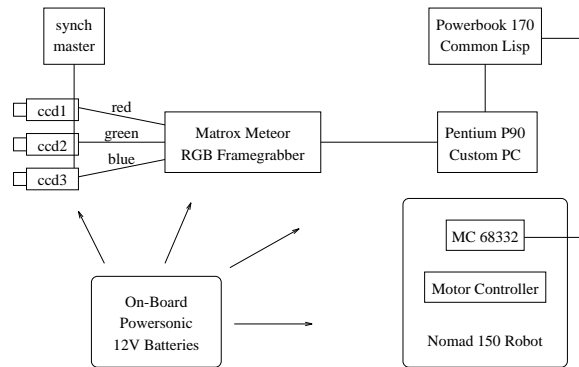 synch
master
Powerbook 170
Common Lisp
ccd1
red
ccd2
green
ccd3
blue
Matrox Meteor
RGB Framegrabber
Pentium P90
Custom PC
MC 68332
Motor Controller
Nomad 150 Robot
On-Board
Powersonic
12V Batteries